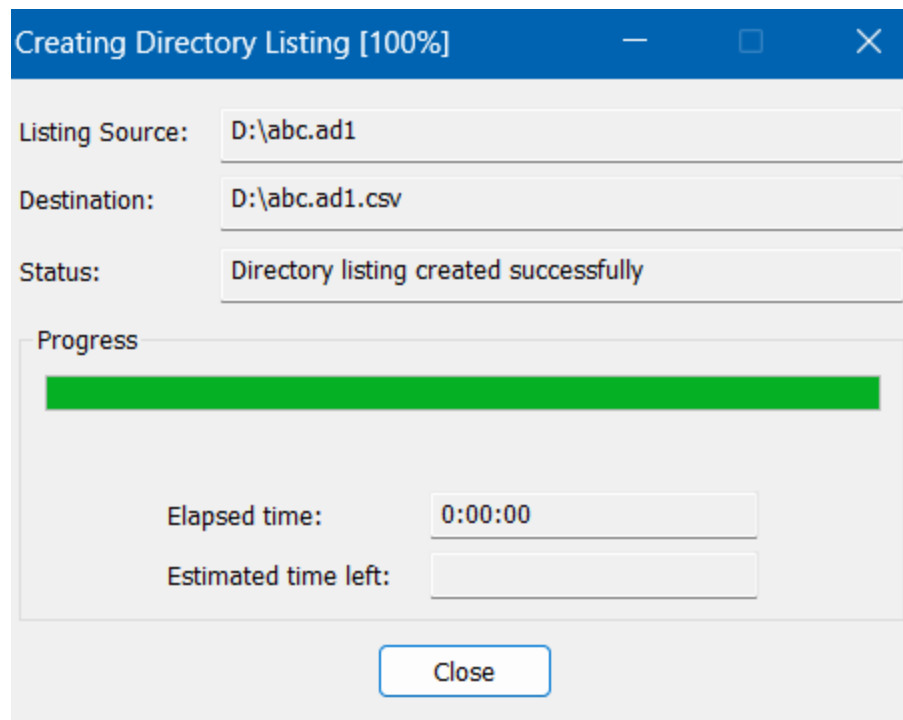 Creating Directory Listing [100%]
Listing Source: D:\abc.ad1
Destination: D:\abc.ad1.csv
Status: Directory listing created successfully
Progress
Elapsed time: 0:00:00
Estimated time left:
Close